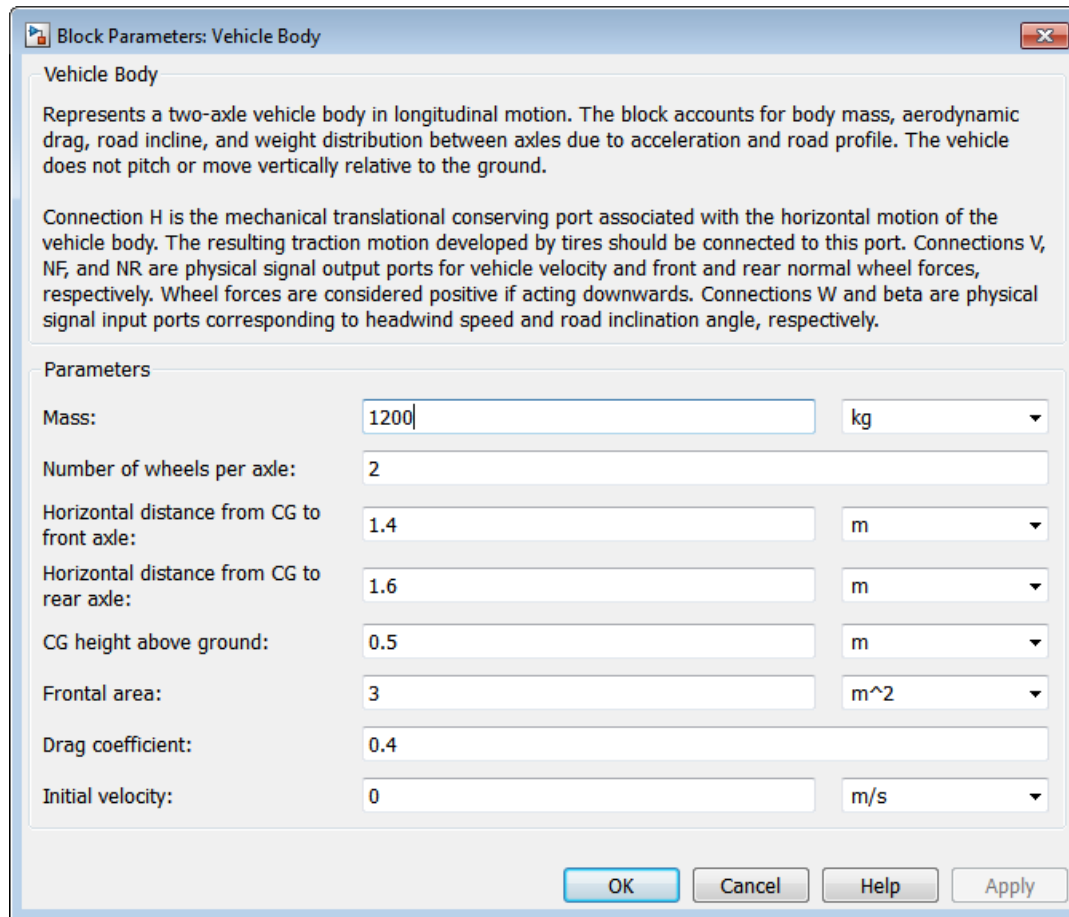 Block Parameters: Vehicle Body
Vehicle Body
Represents a two-axle vehicle body in longitudinal motion. The block accounts for body mass, aerodynamic
drag, road incline, and weight distribution between axles due to acceleration and road profile. The vehicle
does not pitch or move vertically relative to the ground.
Connection H is the mechanical translational conserving port associated with the horizontal motion of the
vehicle body. The resulting traction motion developed by tires should be connected to this port. Connections V,
NF, and NR are physical signal output ports for vehicle velocity and front and rear normal wheel forces,
respectively. Wheel forces are considered positive if acting downwards. Connections W and beta are physical
signal input ports corresponding to headwind speed and road inclination angle, respectively.
Parameters
Mass: 1200 kg
Number of wheels per axle: 2
Horizontal distance from CG to
front axle: 1.4 m
Horizontal distance from CG to
rear axle: 1.6 m
CG height above ground: 0.5 m
Frontal area: 3 m^2
Drag coefficient: 0.4
Initial velocity: 0 m/s
OK Cancel Help Apply